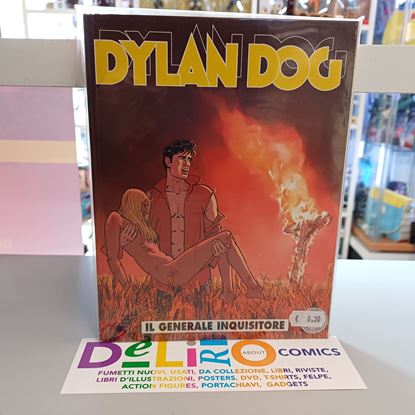 DYLAN DOG
IL GENERALE INQUISITORE
€ 6,30
DeLiRiO ABOUT COMICS
FUMETTI NUOVI, USATI, DA COLLEZIONE, LIBRI, RIVISTE,
LIBRI D'ILLUSTRAZIONI, POSTERS, DVD, T-SHIRTS, FELPE,
ACTION FIGURES, PORTACHIAVI, GADGETS